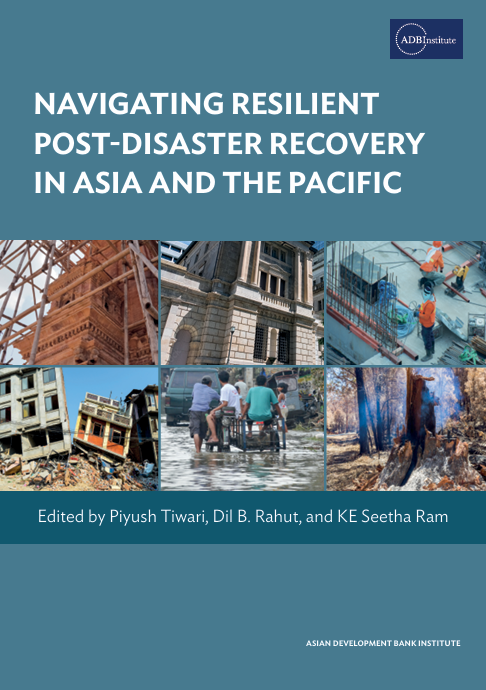 ADBInstitute
NAVIGATING RESILIENT
POST-DISASTER RECOVERY
IN ASIA AND THE PACIFIC
Edited by Piyush Tiwari, Dil B. Rahut, and KE Seetha Ram
ASIAN DEVELOPMENT BANK INSTITUTE